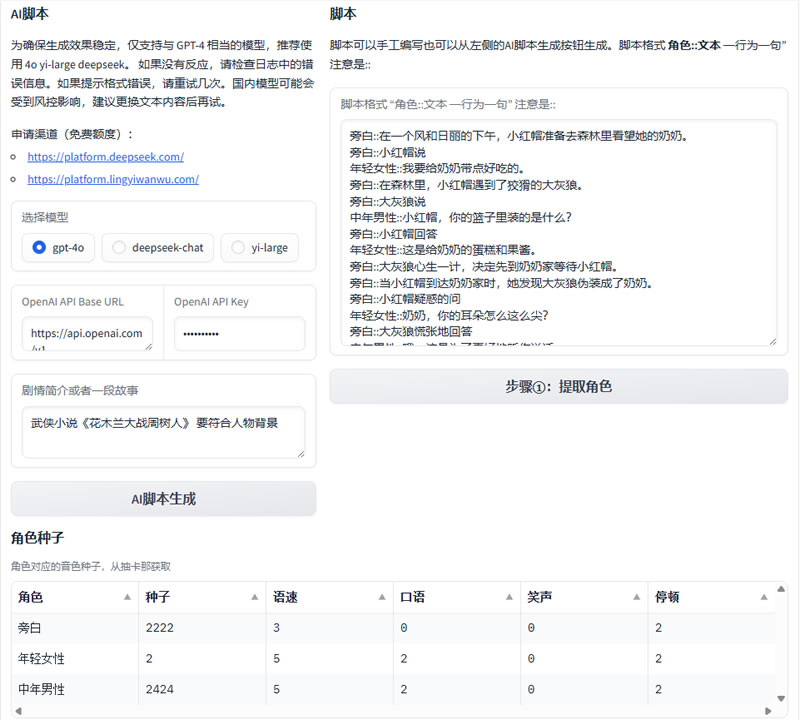 AI脚本
为确保生成效果稳定，仅支持与 GPT-4 相当的模型，推荐使
用 4o yi-large deepseek。 如果没有反应，请检查日志中的错
误信息。如果提示格式错误，请重试几次。国内模型可能会
受到风控影响，建议更换文本内容后再试。
申请渠道（免费额度）：
https://platform.deepseek.com/
https://platform.lingyiwanwu.com/
选择模型
gpt-4o
deepseek-chat
yi-large
OpenAI API Base URL
https://api.openai.com
/v1
OpenAI API Key
••••••••••
剧情简介或者一段故事
武侠小说《花木兰大战周树人》 要符合人物背景
AI脚本生成
脚本
脚本可以手工编写也可以从左侧的AI脚本生成按钮生成。脚本格式 角色::文本 一行为一句”
注意是::
脚本格式 “角色::文本 一行为一句” 注意是::
旁白::在一个风和日丽的下午，小红帽准备去森林里看望她的奶奶。
旁白::小红帽说
年轻女性::我要给奶奶带点好吃的。
旁白::在森林里，小红帽遇到了狡猾的大灰狼。
旁白::大灰狼说
中年男性::小红帽，你的篮子里装的是什么？
旁白::小红帽回答
年轻女性::这是给奶奶的蛋糕和果酱。
旁白::大灰狼心生一计，决定先到奶奶家等待小红帽。
旁白::当小红帽到达奶奶家时，她发现大灰狼伪装成了奶奶。
旁白::小红帽疑惑的问
年轻女性::奶奶，你的耳朵怎么这么尖？
旁白::大灰狼慌张地回答
步骤①：提取角色
角色种子
角色对应的音色种子，从抽卡那获取
角色 种子 语速 口语 笑声 停顿
旁白 2222 3 0 0 2
年轻女性 2 5 2 0 2
中年男性 2424 5 2 0 2